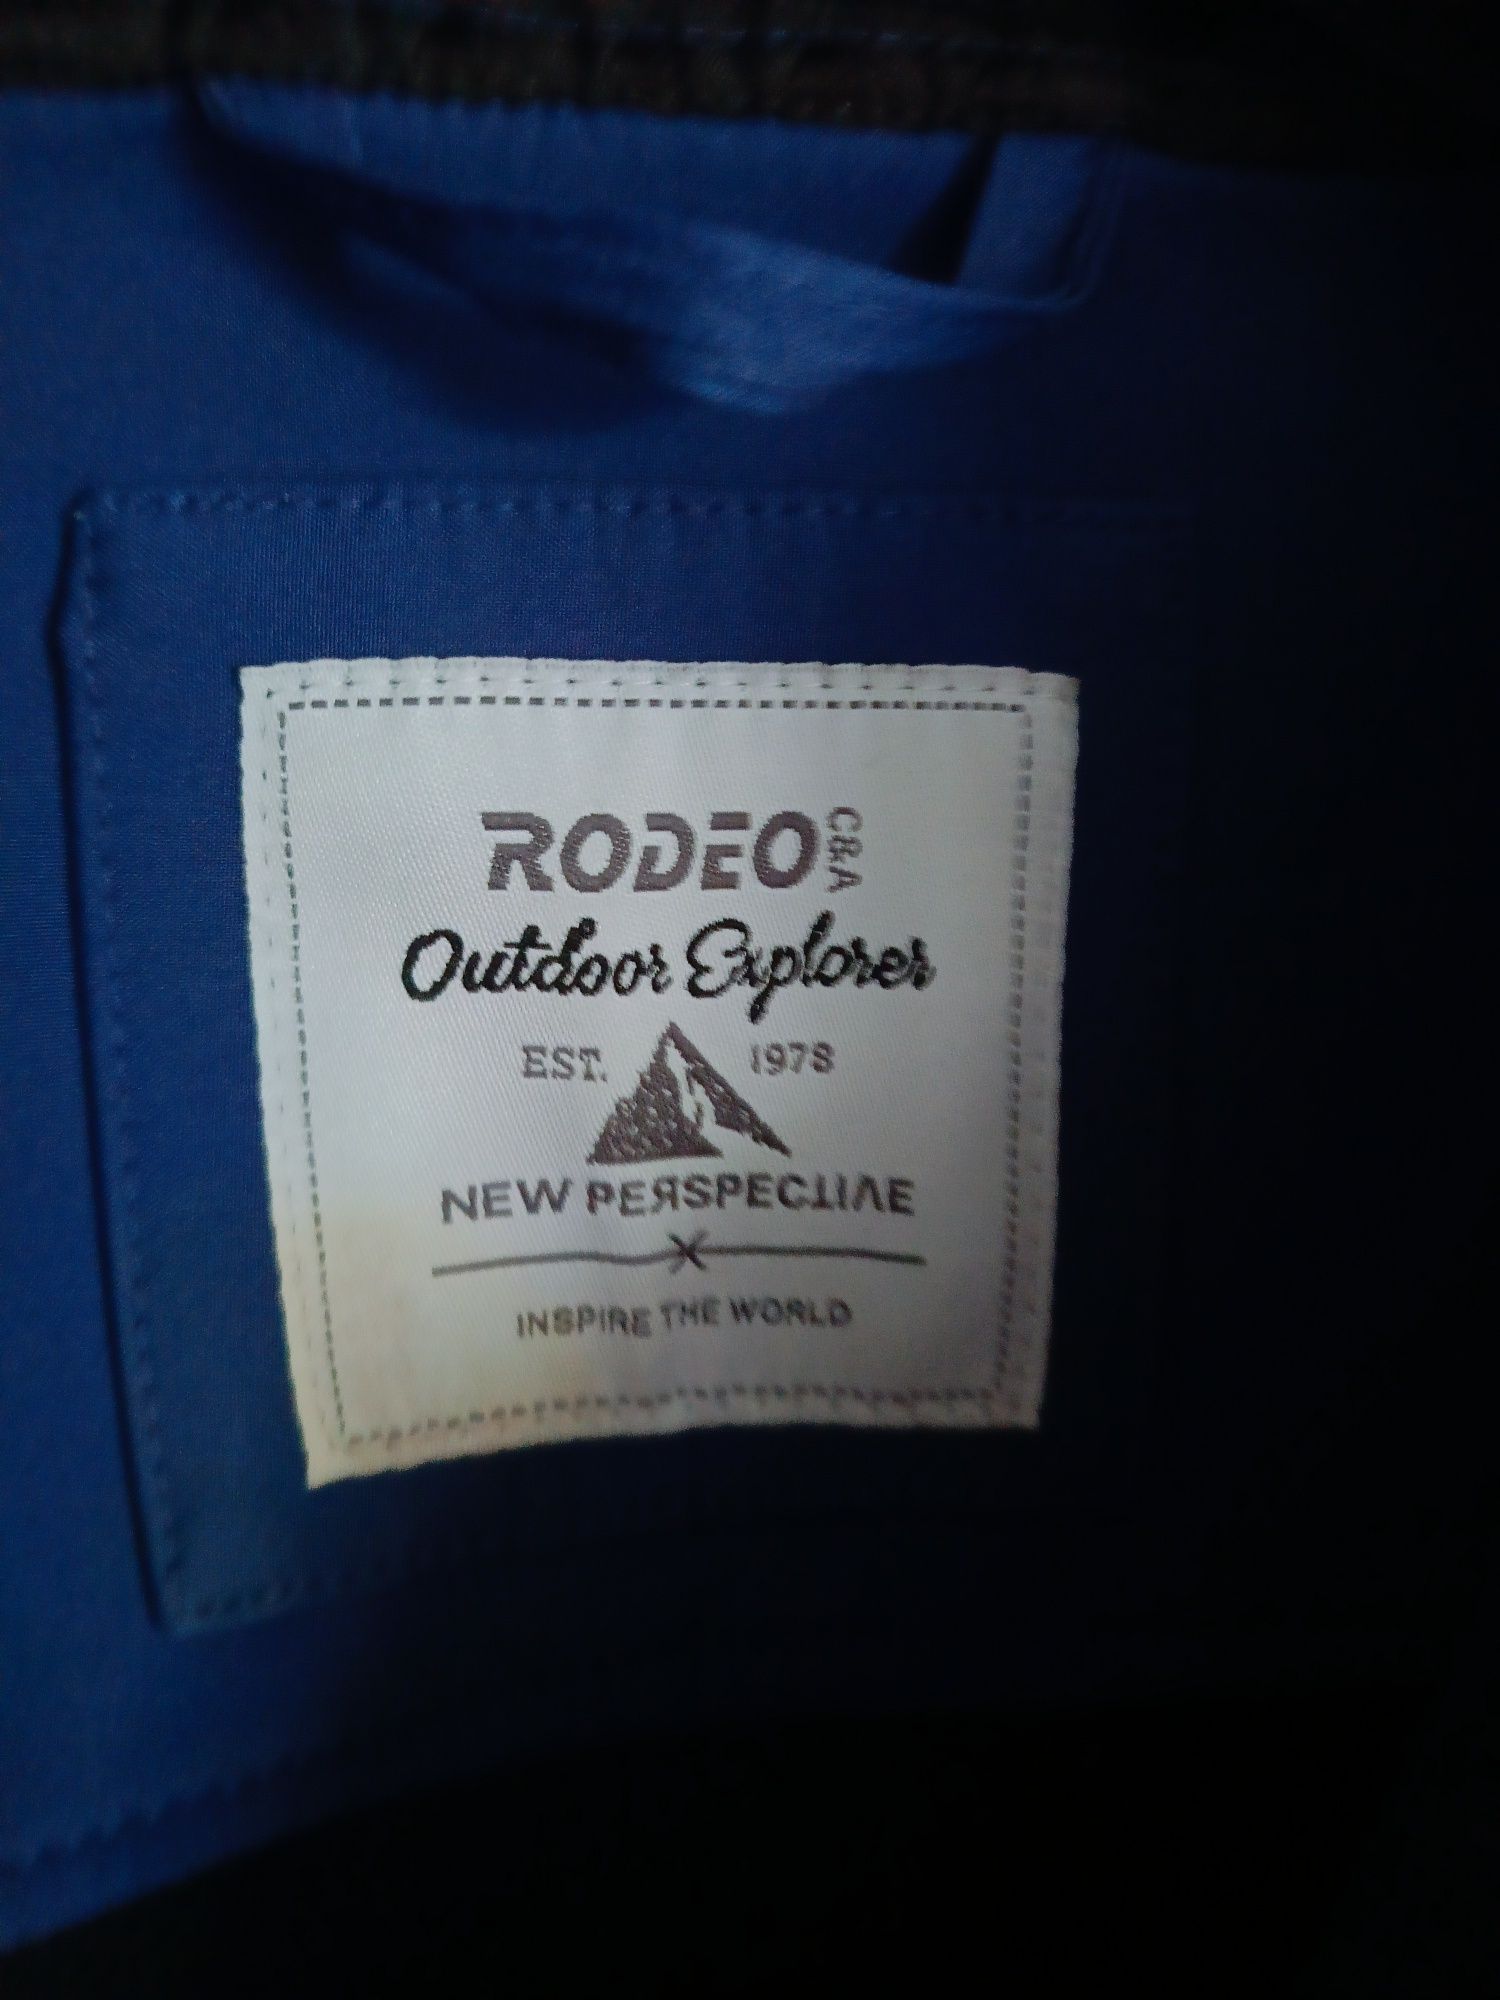 RODEO C&A
Outdoor Explorer
EST. 1978
NEW PERSPECTIVE
X
INSPIRE THE WORLD